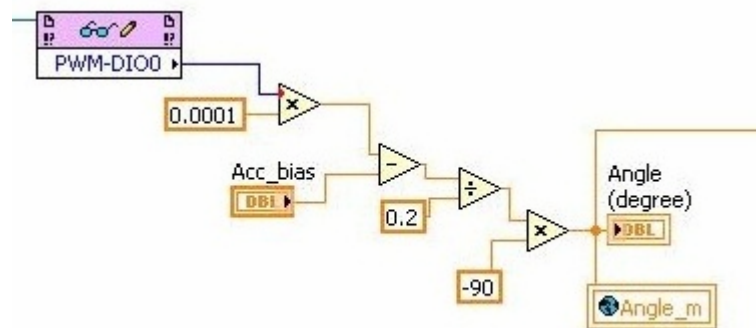 PWM-DIO0
0.0001
×
Acc_bias
DBL
−
÷
0.2
×
-90
Angle
(degree)
DBL
Angle_m